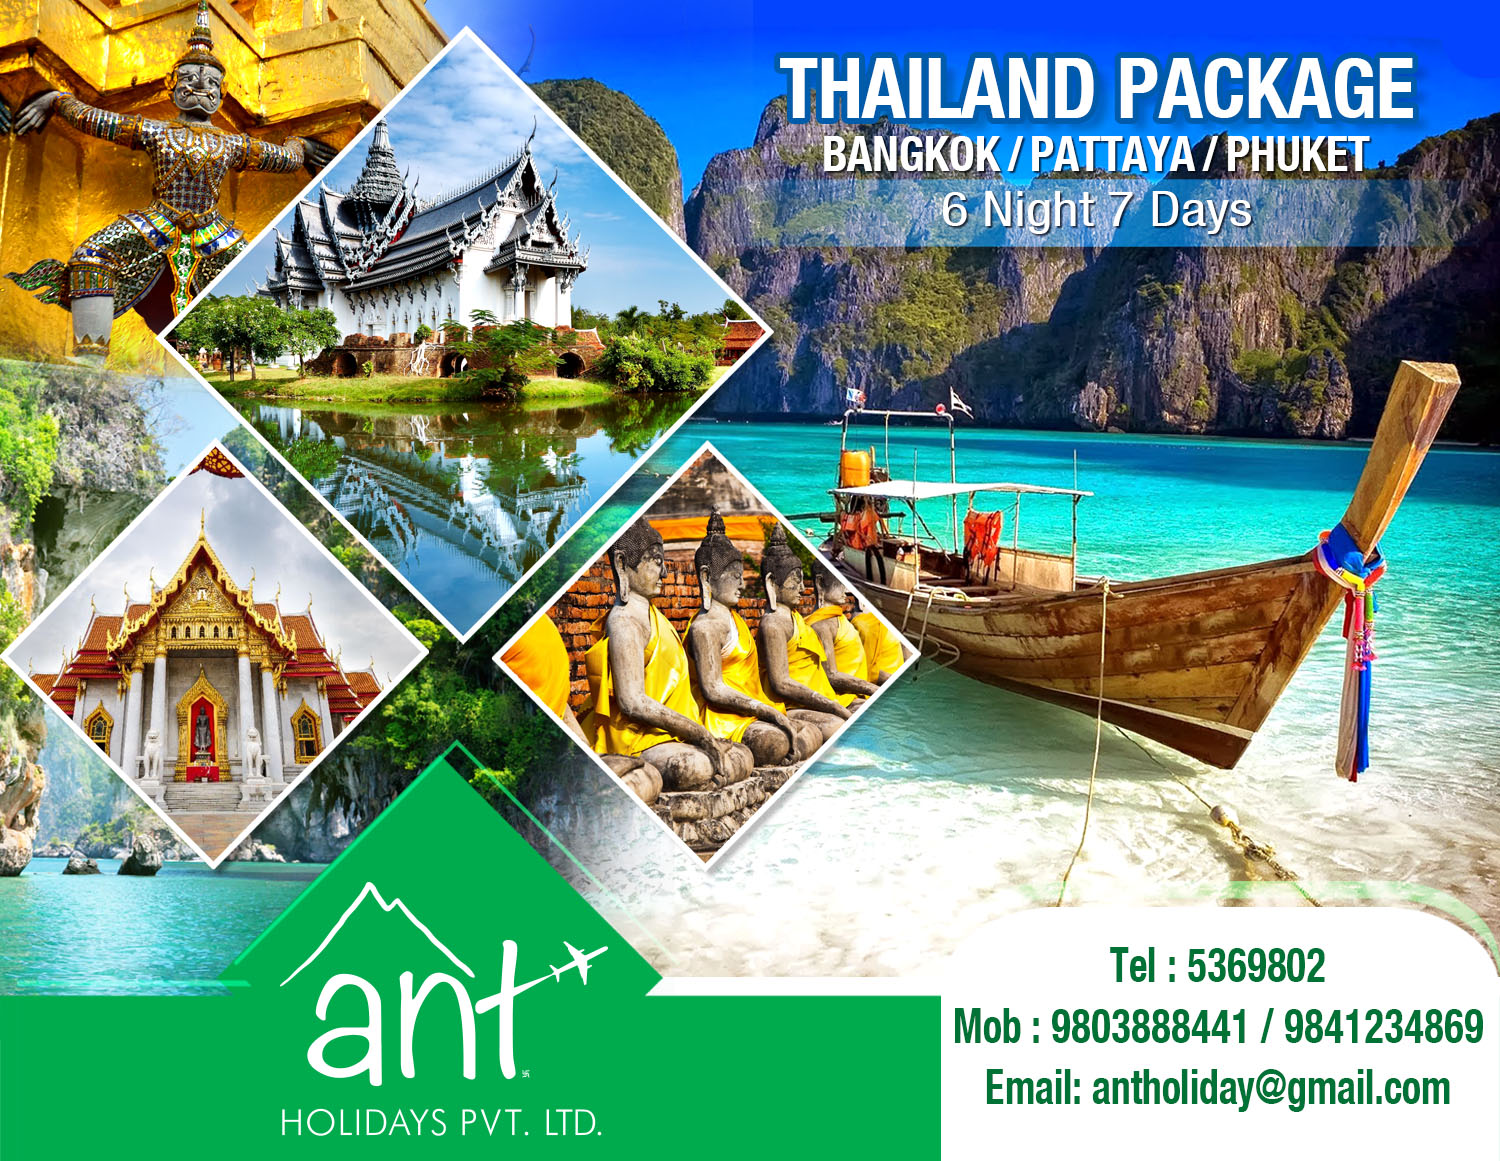 THAILAND PACKAGE
BANGKOK / PATTAYA / PHUKET
6 Night 7 Days
ant
HOLIDAYS PVT. LTD.
Tel : 5369802
Mob : 9803888441 / 9841234869
Email: antholiday@gmail.com